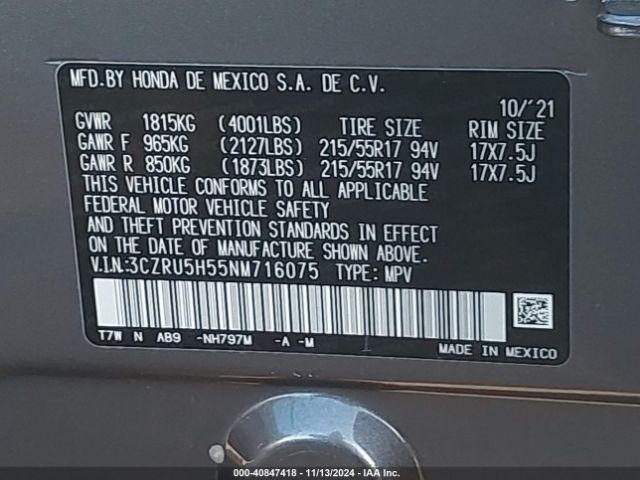 MFD.BY HONDA DE MEXICO S.A. DE C.V.
10/'21
GVWR 1815KG (4001LBS) TIRE SIZE RIM SIZE
GAWR F 965KG (2127LBS) 215/55R17 94V 17X7.5J
GAWR R 850KG (1873LBS) 215/55R17 94V 17X7.5J
THIS VEHICLE CONFORMS TO ALL APPLICABLE
FEDERAL MOTOR VEHICLE SAFETY
AND THEFT PREVENTION STANDARDS IN EFFECT
ON THE DATE OF MANUFACTURE SHOWN ABOVE.
V.I.N.:3CZRU5H55NM716075 TYPE: MPV
T7W N AB9 -NH797M -A -M
MADE IN MEXICO
000-40847418 - 11/13/2024 - IAA Inc.